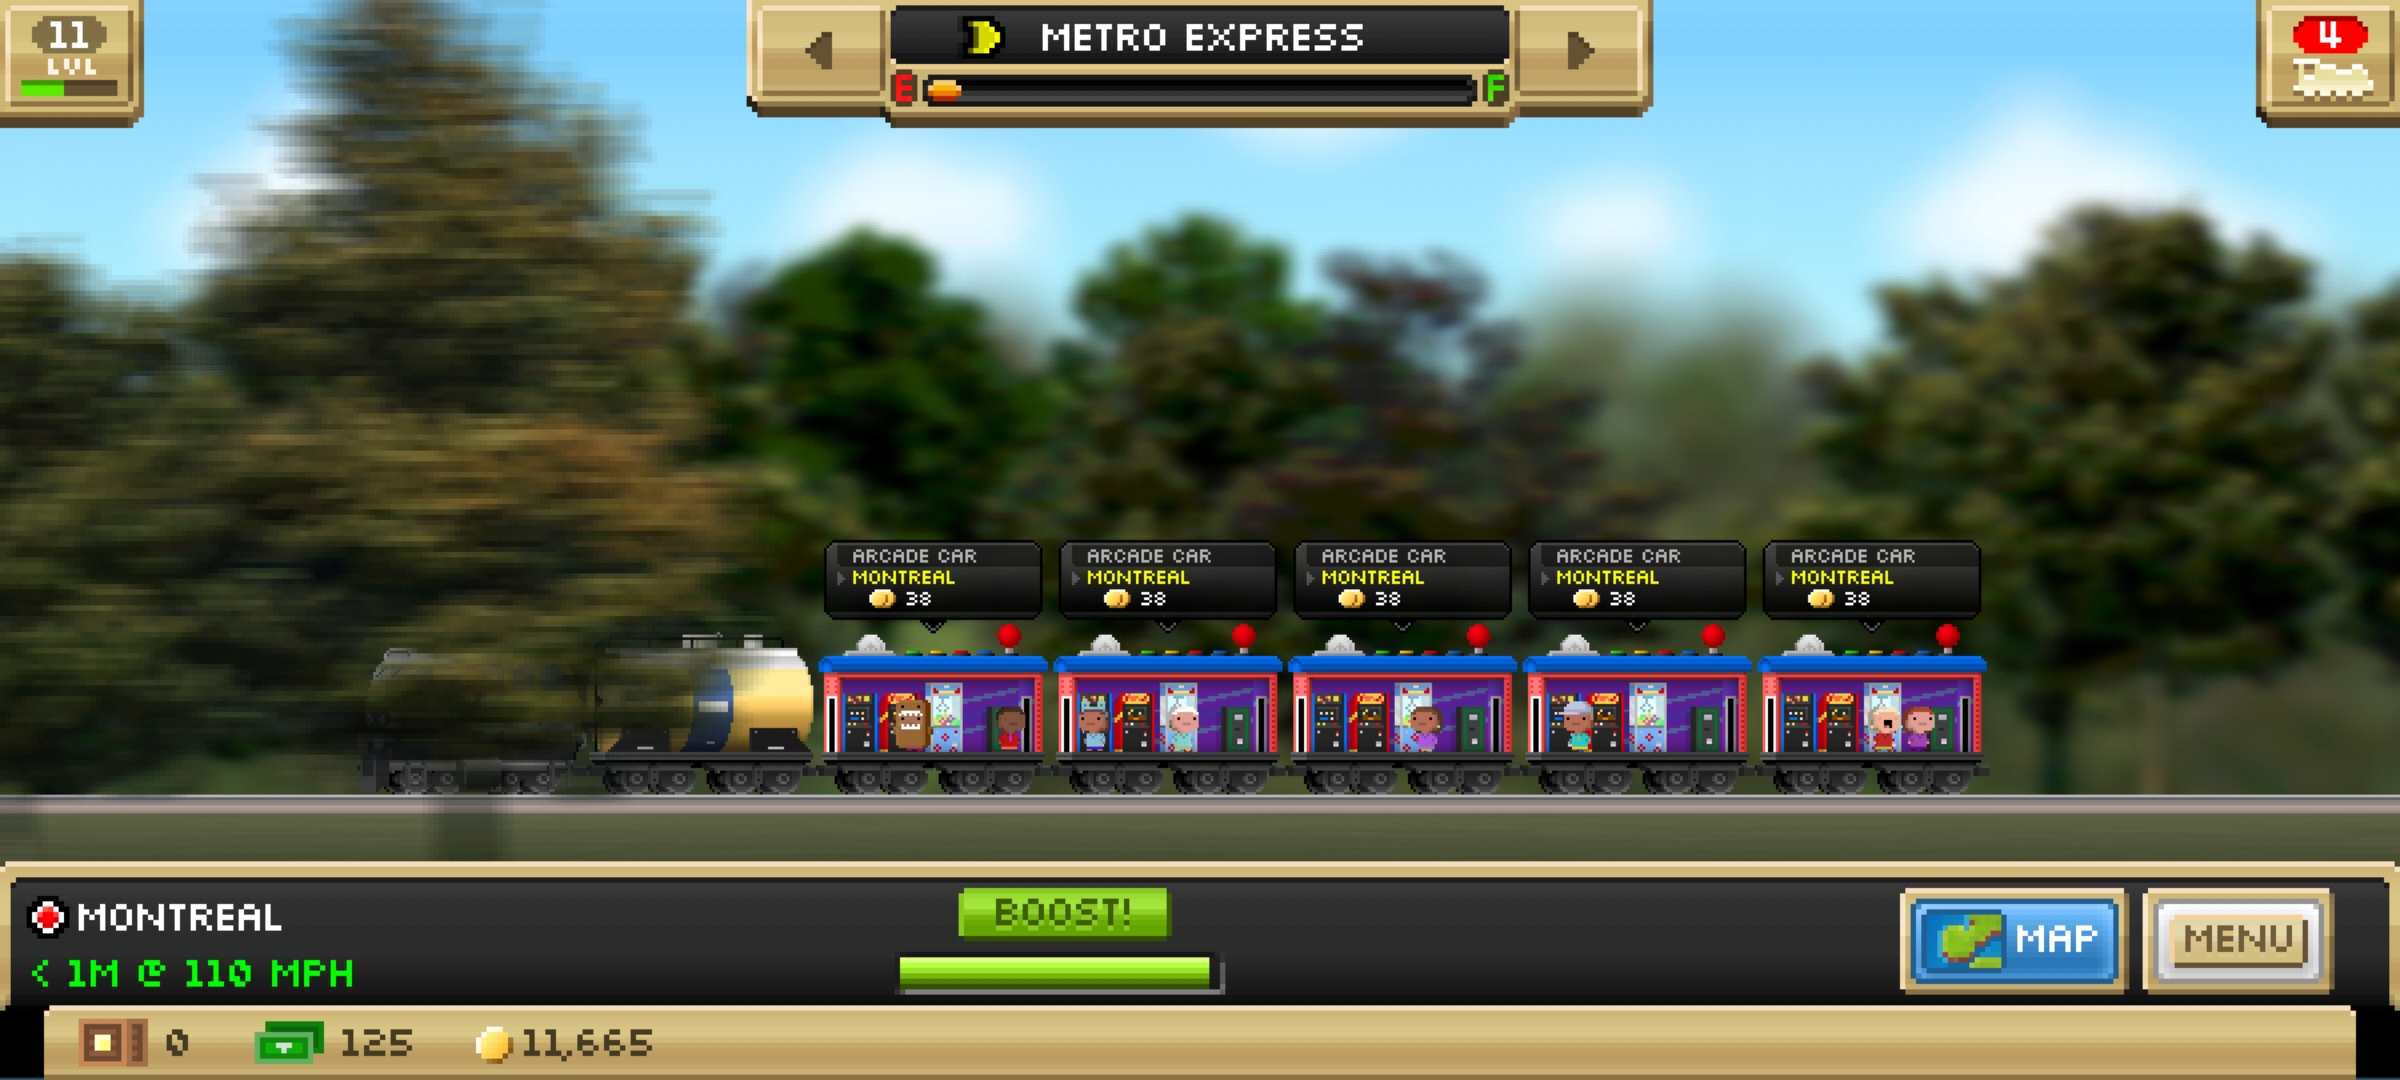 11
LVL
METRO EXPRESS
E F
4
ARCADE CAR
MONTREAL
38
ARCADE CAR
MONTREAL
38
ARCADE CAR
MONTREAL
38
ARCADE CAR
MONTREAL
38
ARCADE CAR
MONTREAL
38
MONTREAL
< 1M @ 110 MPH
BOOST!
MAP
MENU
0
125
11,665